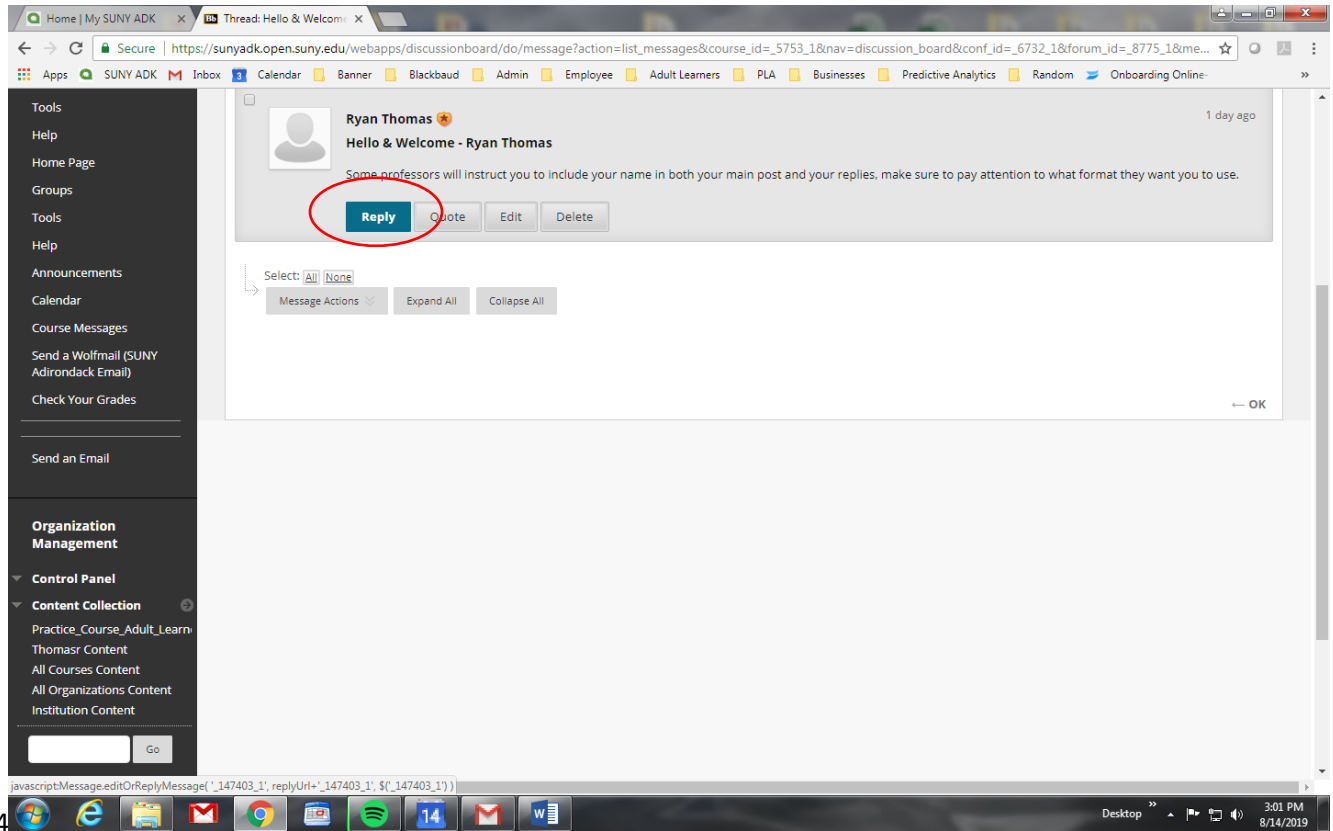 Home | My SUNY ADK
Thread: Hello & Welcom
Secure | https://sunyadk.open.suny.edu/webapps/discussionboard/do/message?action=list_messages&course_id=_5753_1&nav=discussion_board&conf_id=_6732_1&forum_id=_8775_1&me...
Apps SUNY ADK Inbox 3 Calendar Banner Blackbaud Admin Employee Adult Learners PLA Businesses Predictive Analytics Random Onboarding Online- »
Tools
Help
Home Page
Groups
Tools
Help
Announcements
Calendar
Course Messages
Send a Wolfmail (SUNY
Adirondack Email)
Check Your Grades
Send an Email
Organization
Management
Control Panel
Content Collection
Practice_Course_Adult_Learn
Thomasr Content
All Courses Content
All Organizations Content
Institution Content
Go
Ryan Thomas
1 day ago
Hello & Welcome - Ryan Thomas
Some professors will instruct you to include your name in both your main post and your replies, make sure to pay attention to what format they want you to use.
Reply Quote Edit Delete
Select: All None
Message Actions Expand All Collapse All
← OK
javascript:Message.editOrReplyMessage( '_147403_1', replyUrl+'_147403_1', $('_147403_1') )
4
14
Desktop »
3:01 PM
8/14/2019